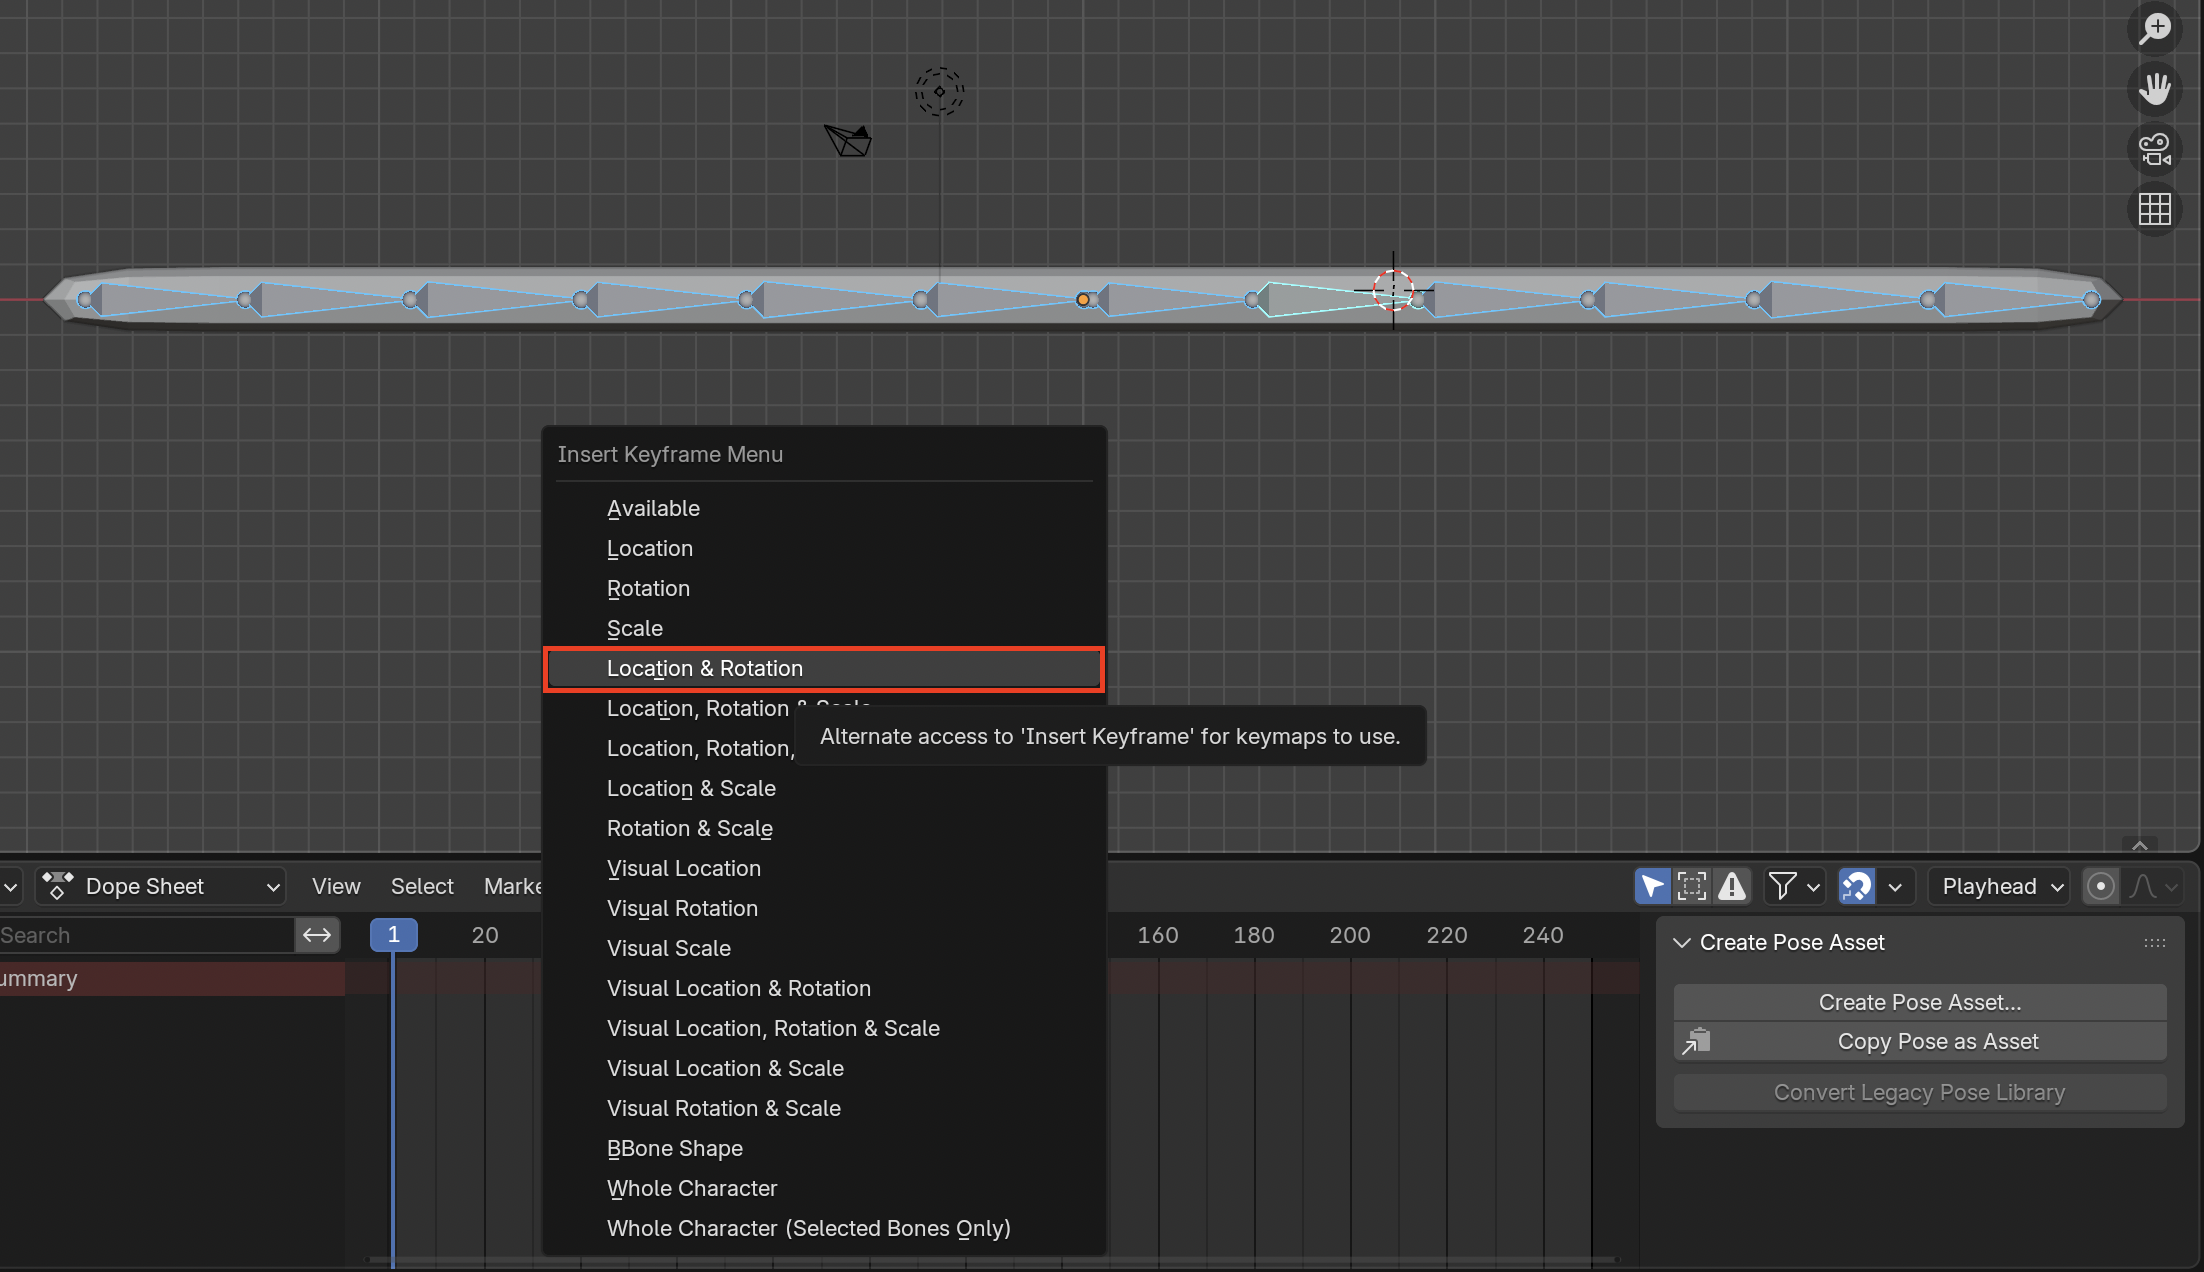 Insert Keyframe Menu
Available
Location
Rotation
Scale
Location & Rotation
Location, Rotation & Scale
Location, Rotation,
Alternate access to 'Insert Keyframe' for keymaps to use.
Location & Scale
Rotation & Scale
Visual Location
Visual Rotation
Visual Scale
Visual Location & Rotation
Visual Location, Rotation & Scale
Visual Location & Scale
Visual Rotation & Scale
BBone Shape
Whole Character
Whole Character (Selected Bones Only)
Dope Sheet View Select Marke Playhead
Search 1 20 160 180 200 220 240
ummary
Create Pose Asset
Create Pose Asset...
Copy Pose as Asset
Convert Legacy Pose Library